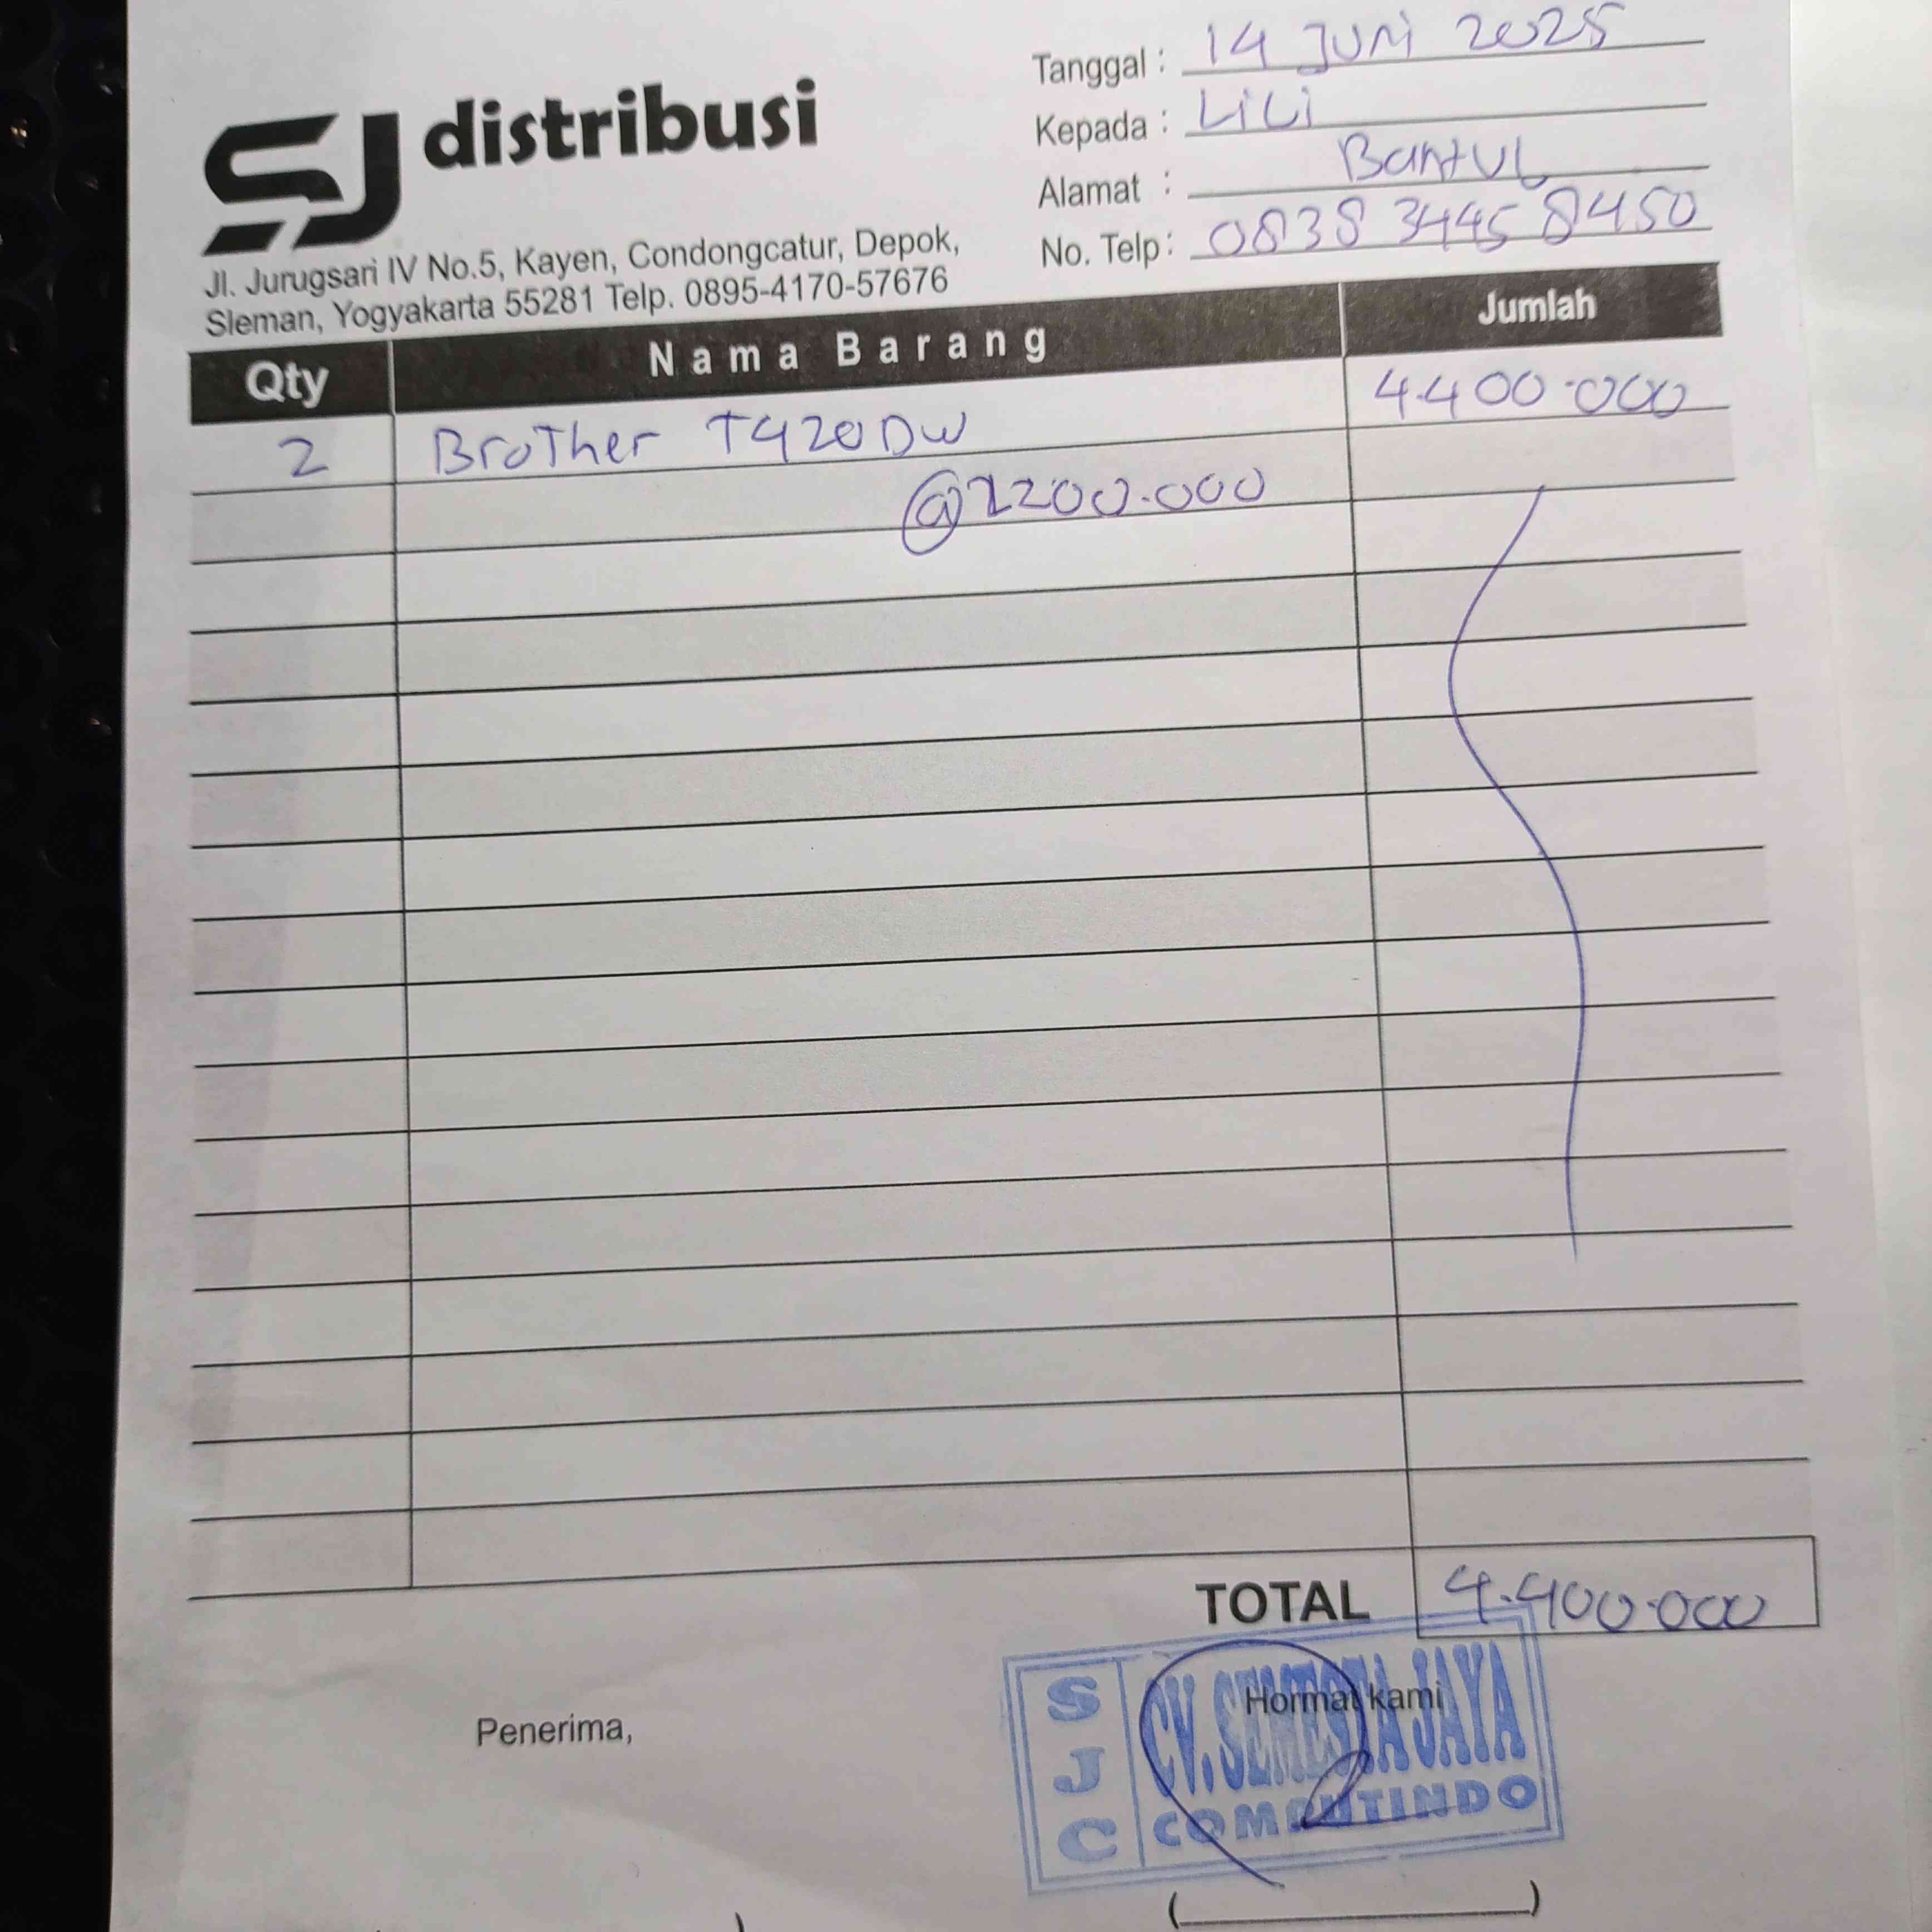 SJ distribusi
Jl. Jurugsari IV No.5, Kayen, Condongcatur, Depok,
Sleman, Yogyakarta 55281 Telp. 0895-4170-57676
Tanggal : 14 Juni 2025
Kepada : Lili
Alamat : Bantul
No. Telp: 0838 3445 8450
Qty Nama Barang Jumlah
2 Brother T420DW 4.400.000
@2200.000
TOTAL 4.400.000
Penerima,
Hormat kami
SJC
CV. SEMESTA JAYA
COMPUTINDO